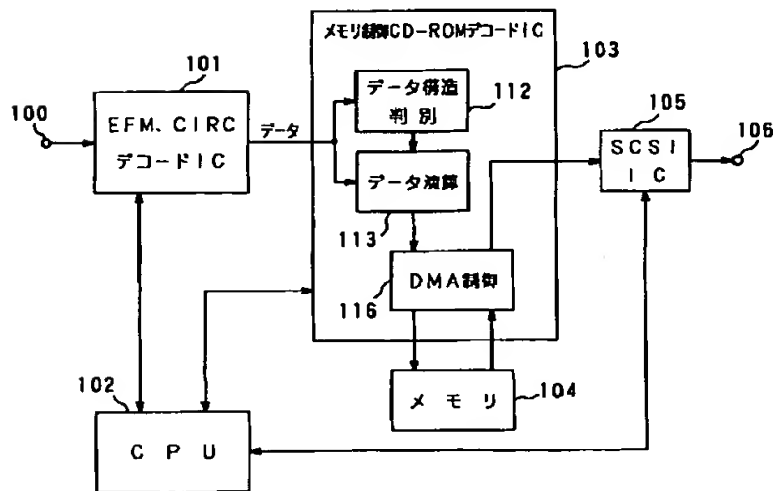 メモリ制御CD-ROMデコードIC
103
101
100
EFM、CIRC
デコードIC
データ
データ構造
判別
112
データ演算
113
105
SCSI
IC
106
DMA制御
116
メモリ
104
102
CPU